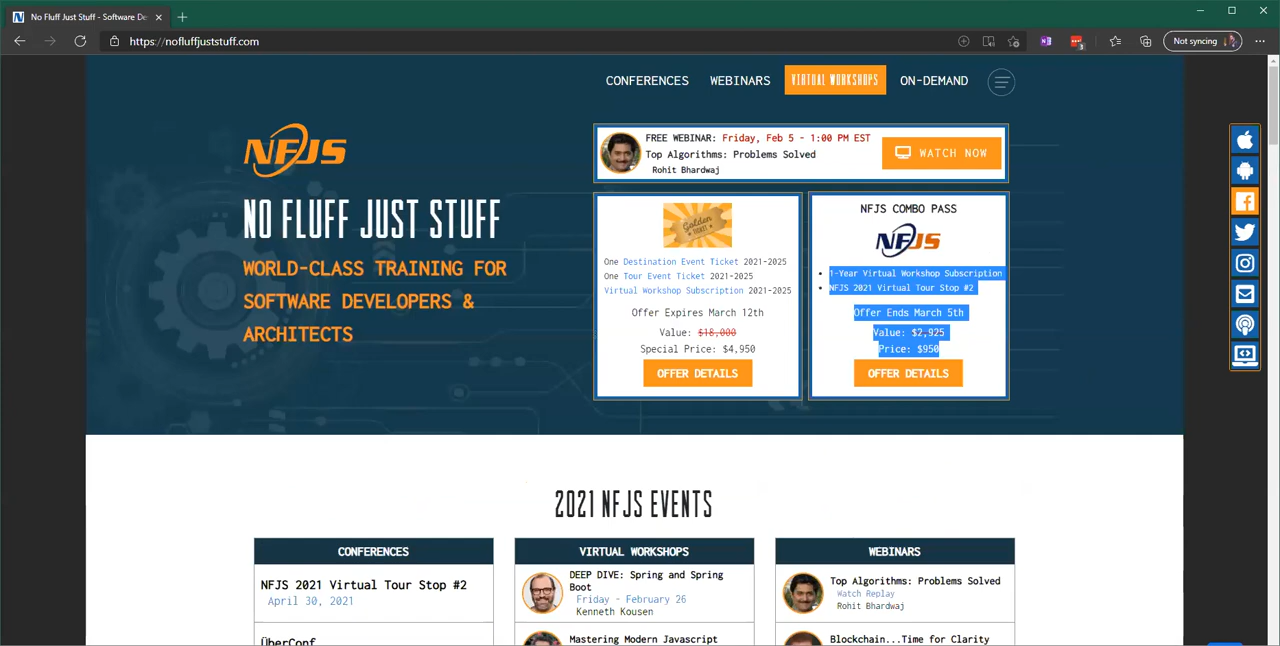 No Fluff Just Stuff - Software De
https://nofluffjuststuff.com
Not syncing
CONFERENCES
WEBINARS
VIRTUAL WORKSHOPS
ON-DEMAND
NFJS
NO FLUFF JUST STUFF
WORLD-CLASS TRAINING FOR
SOFTWARE DEVELOPERS &
ARCHITECTS
FREE WEBINAR: Friday, Feb 5 - 1:00 PM EST
Top Algorithms: Problems Solved
Rohit Bhardwaj
WATCH NOW
Golden
TICKET
One Destination Event Ticket 2021-2025
One Tour Event Ticket 2021-2025
Virtual Workshop Subscription 2021-2025
Offer Expires March 12th
Value: $18,000
Special Price: $4,950
OFFER DETAILS
NFJS COMBO PASS
NFJS
• 1-Year Virtual Workshop Subscription
• NFJS 2021 Virtual Tour Stop #2
Offer Ends March 5th
Value: $2,925
Price: $950
OFFER DETAILS
2021 NFJS EVENTS
CONFERENCES
NFJS 2021 Virtual Tour Stop #2
April 30, 2021
ÜberConf
VIRTUAL WORKSHOPS
DEEP DIVE: Spring and Spring
Boot
Friday - February 26
Kenneth Kousen
Mastering Modern Javascript
WEBINARS
Top Algorithms: Problems Solved
Watch Replay
Rohit Bhardwaj
Blockchain...Time for Clarity